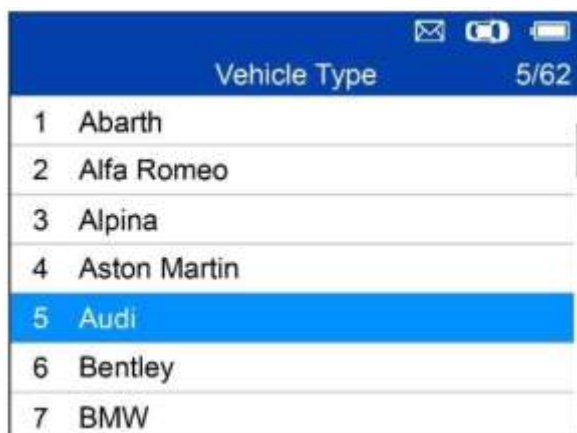 Vehicle Type 5/62
1 Abarth
2 Alfa Romeo
3 Alpina
4 Aston Martin
5 Audi
6 Bentley
7 BMW